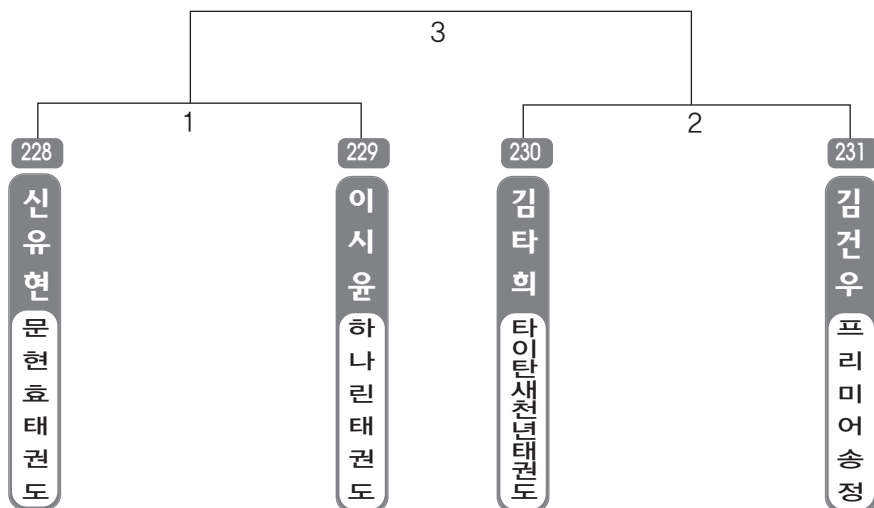 3
1
2
228
신유현
문현효태권도
229
이시윤
하나린태권도
230
김타희
타이탄새천년태권도
231
김건우
프리미어송정